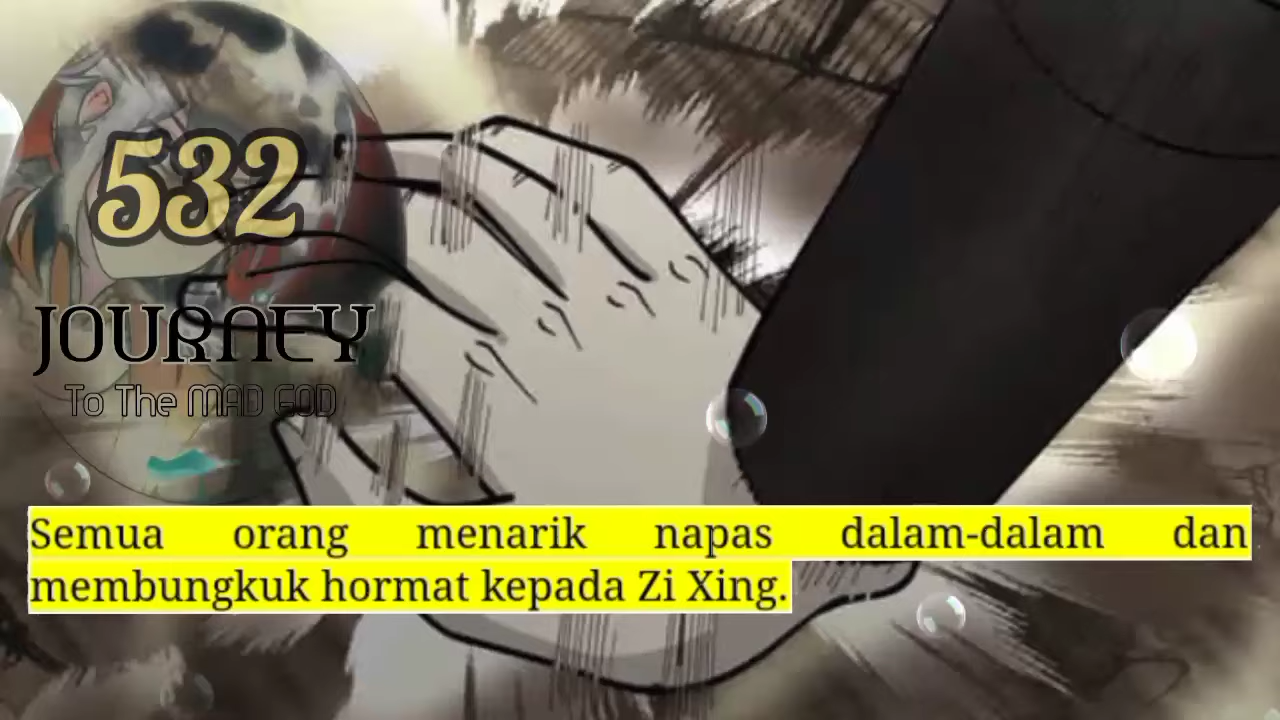 532
JOURNEY
To The MAD GOD
Semua orang menarik napas dalam-dalam dan
membungkuk hormat kepada Zi Xing.